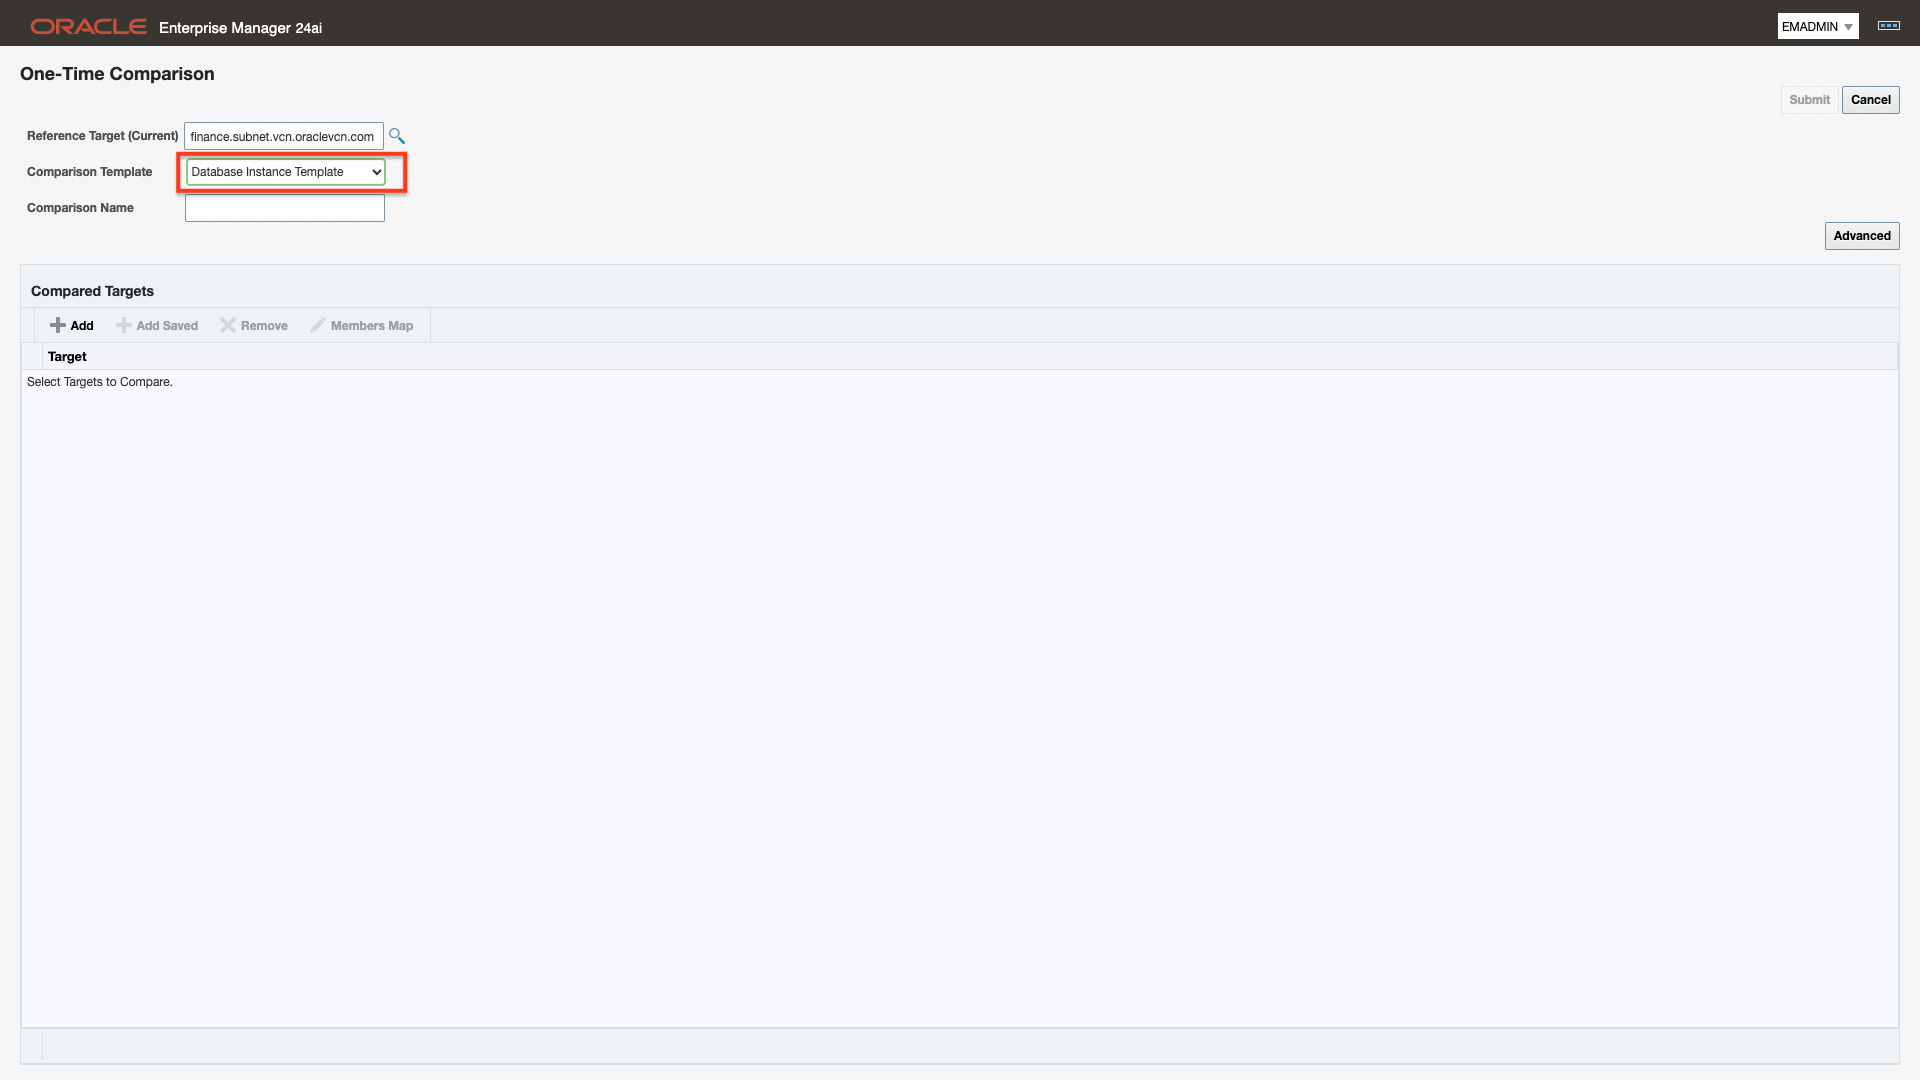 ORACLE Enterprise Manager 24ai
EMADMIN
One-Time Comparison
Submit Cancel
Reference Target (Current) finance.subnet.vcn.oraclevcn.com
Comparison Template Database Instance Template
Comparison Name
Advanced
Compared Targets
Add Add Saved Remove Members Map
Target
Select Targets to Compare.